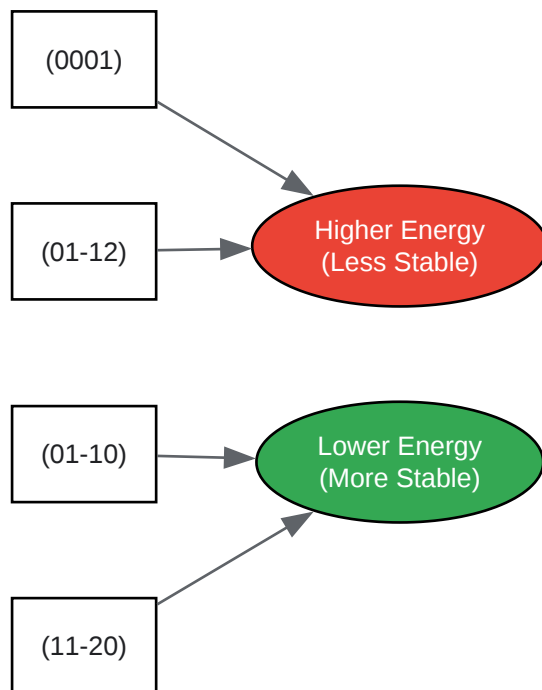 (0001)
Higher Energy
(Less Stable)
(01-12)
(01-10)
Lower Energy
(More Stable)
(11-20)